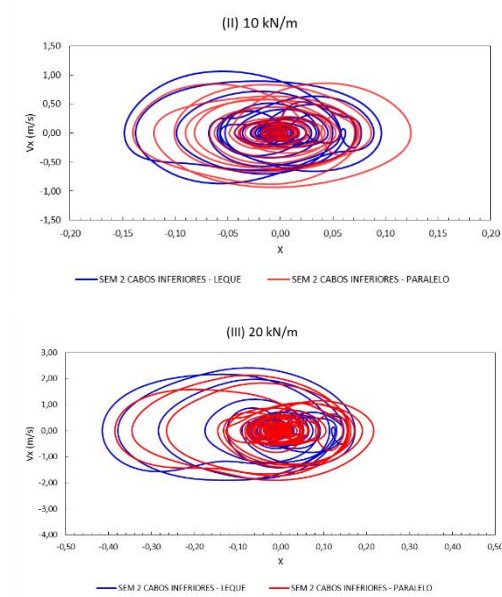 (II) 10 kN/m
1,50
1,00
0,50
0,00
-0,50
-1,00
-1,50
Vx (m/s)
-0,20 -0,15 -0,10 -0,05 0,00 0,05 0,10 0,15 0,20
X
SEM 2 CABOS INFERIORES - LEQUE SEM 2 CABOS INFERIORES - PARALELO
(III) 20 kN/m
3,00
2,00
1,00
0,00
-1,00
-2,00
-3,00
-4,00
Vx (m/s)
-0,50 -0,40 -0,30 -0,20 -0,10 0,00 0,10 0,20 0,30 0,40 0,50
X
SEM 2 CABOS INFERIORES - LEQUE SEM 2 CABOS INFERIORES - PARALELO